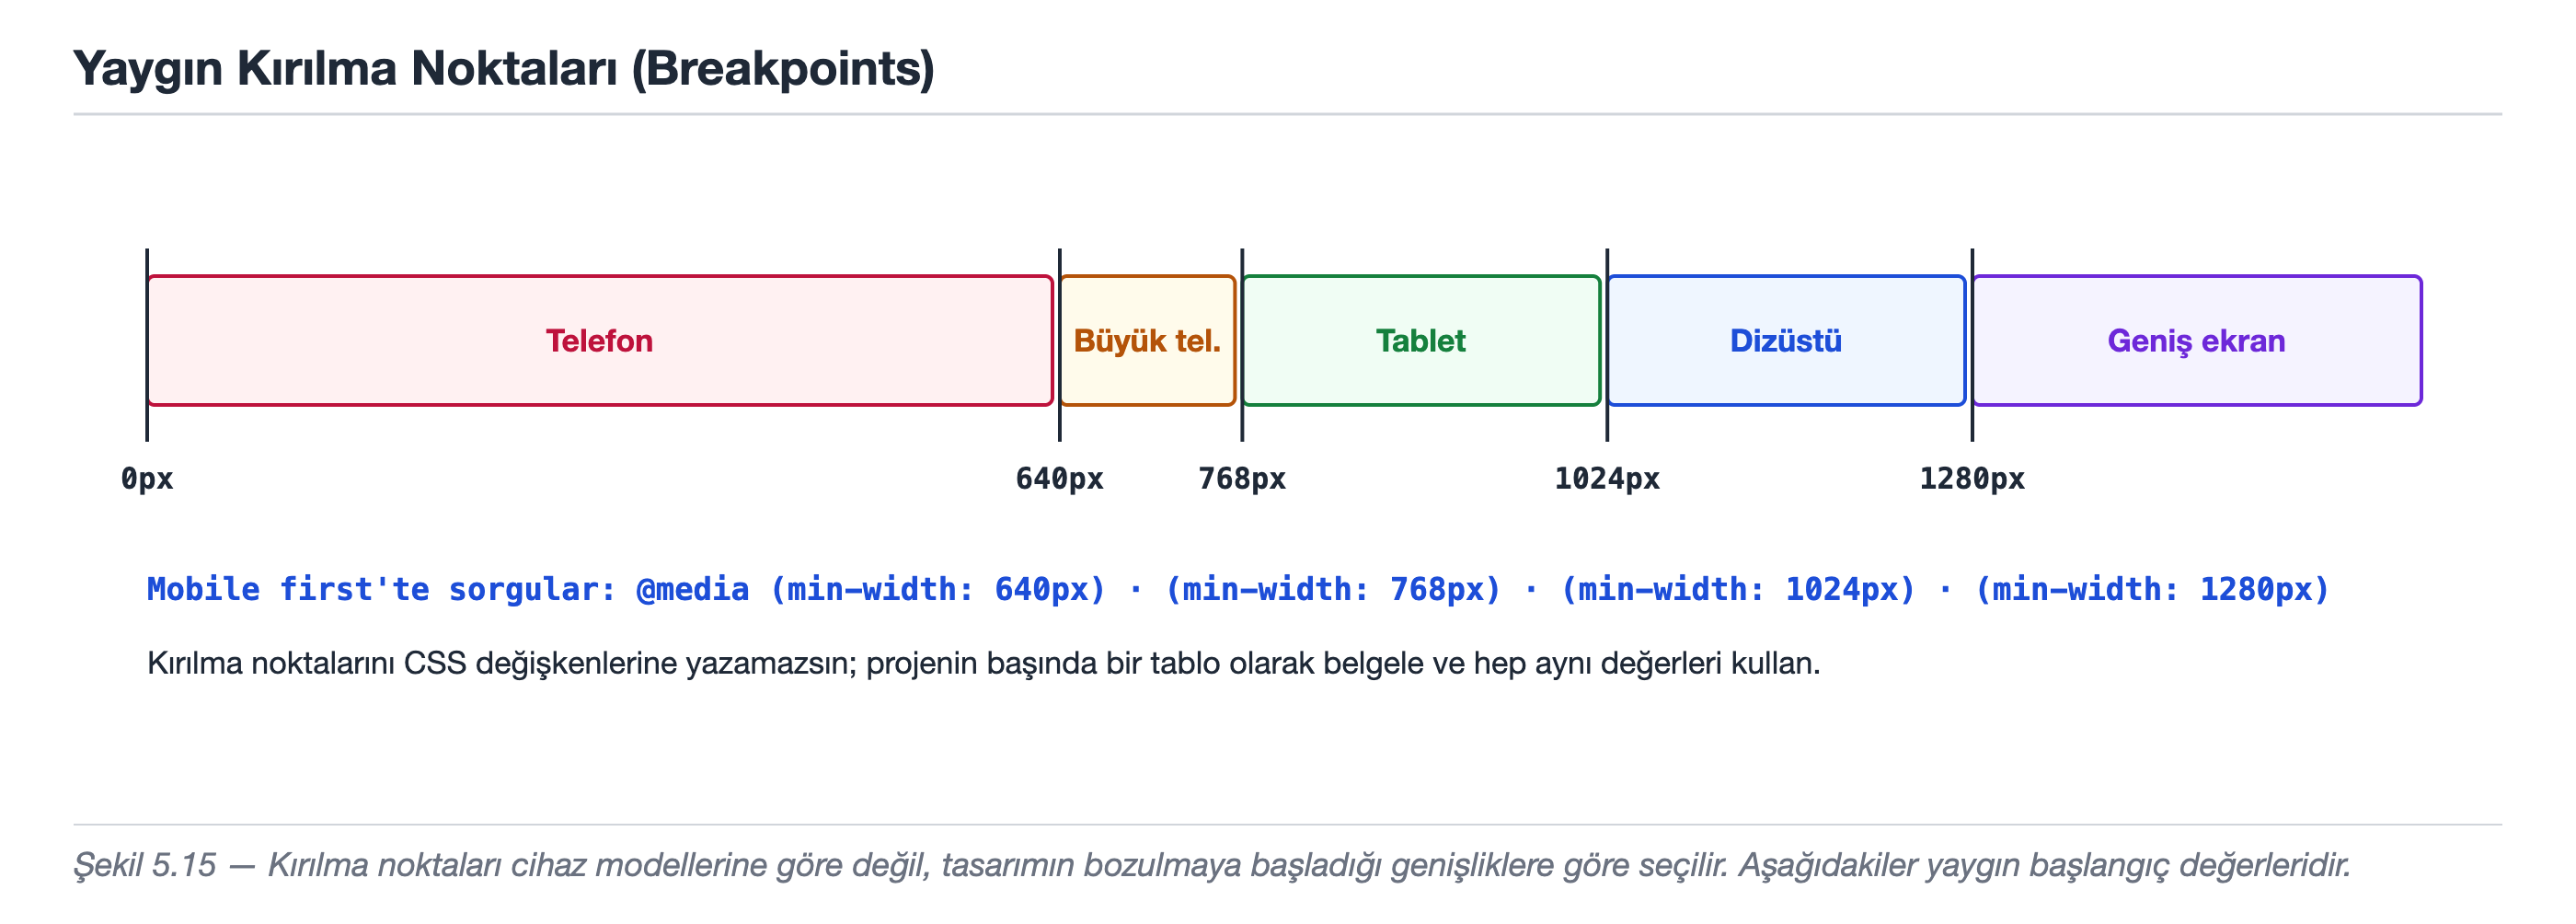 Yaygın Kırılma Noktaları (Breakpoints)
Telefon
Büyük tel.
Tablet
Dizüstü
Geniş ekran
0px
640px
768px
1024px
1280px
Mobile first'te sorgular: @media (min-width: 640px) · (min-width: 768px) · (min-width: 1024px) · (min-width: 1280px)
Kırılma noktalarını CSS değişkenlerine yazamazsın; projenin başında bir tablo olarak belgele ve hep aynı değerleri kullan.
Şekil 5.15 — Kırılma noktaları cihaz modellerine göre değil, tasarımın bozulmaya başladığı genişliklere göre seçilir. Aşağıdakiler yaygın başlangıç değerleridir.